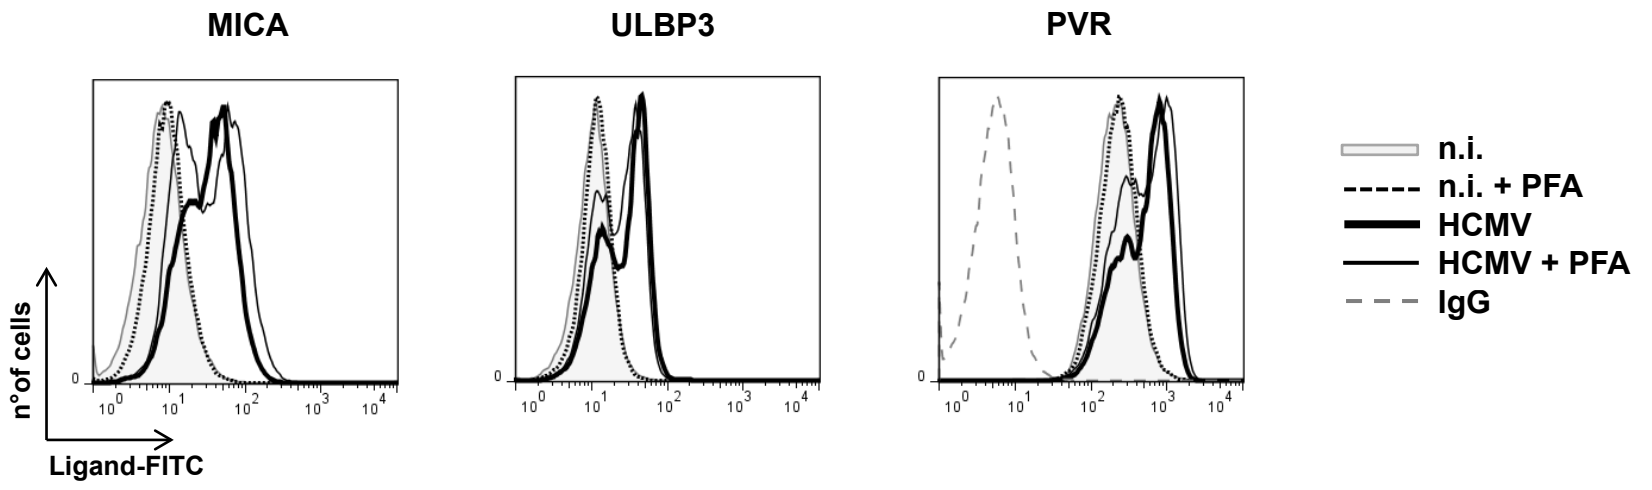 MICA
ULBP3
PVR
n.i.
n.i. + PFA
HCMV
HCMV + PFA
IgG
n°of cells
0
10^0 10^1 10^2 10^3 10^4
0
10^0 10^1 10^2 10^3 10^4
0
10^0 10^1 10^2 10^3 10^4
Ligand-FITC